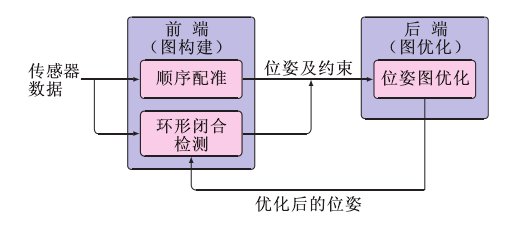 前 端
（图构建）
后 端
（图优化）
传感器
数据
顺序配准
位姿及约束
位姿图优化
环形闭合
检测
优化后的位姿